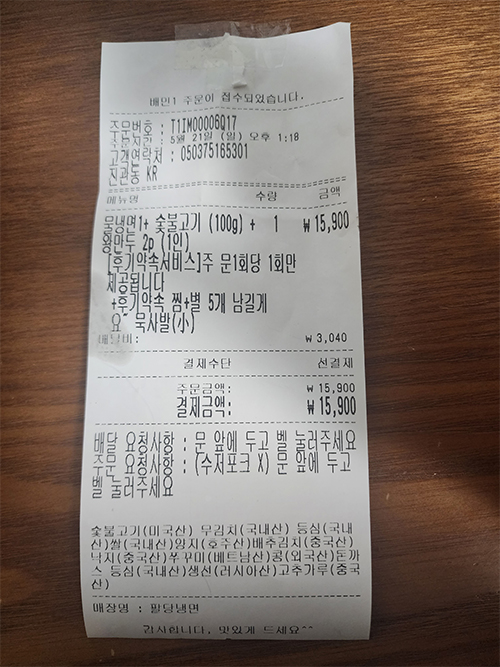 배민1 주문이 접수되었습니다.
주문번호 : T1IM00006Q17
주문시간 : 5월 21일 (일) 오후 1:18
고객연락처 : 050375165301
진관동 KR
메뉴명 수량 금액
물냉면1+ 숯불고기 (100g) + 1 ₩15,900
왕만두 2p (1인)
[후기약속서비스]주 문1회당 1회만
제공됩니다
+후기약속 찜+별 5개 남길게
요~ 묵사발(小)
배달비: ₩3,040
결제수단 선결제
주문금액: ₩15,900
결제금액: ₩15,900
배달 요청사항 : 문 앞에 두고 벨 눌러주세요
주문 요청사항 : (수저포크 X) 문 앞에 두고
벨 눌러주세요
숯불고기(미국산) 무김치(국내산) 등심(국내
산)쌀(국내산)양지(호주산)배추김치(중국산)
낙지(중국산)쭈꾸미(베트남산)콩(외국산)돈까
스 등심(국내산)생선(러시아산)고추가루(중국
산)
매장명 : 팔당냉면
감사합니다, 맛있게 드세요^^